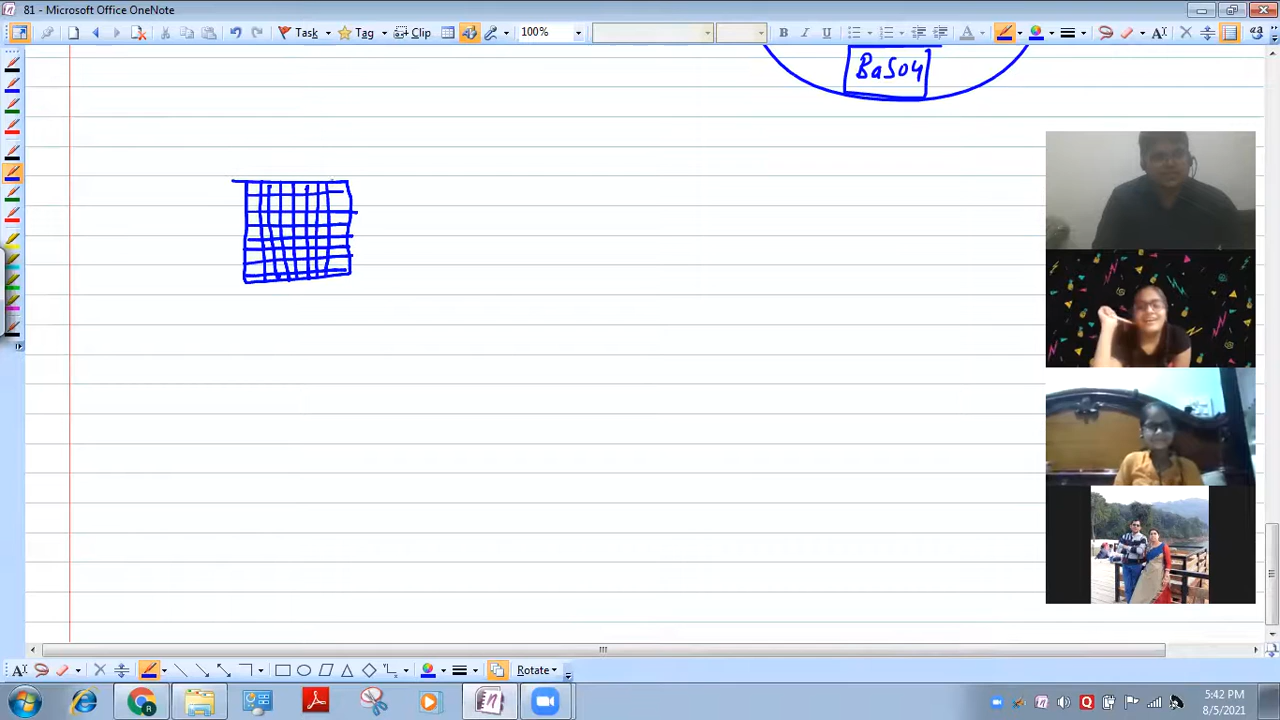 81 - Microsoft Office OneNote
Task Tag Clip 100%
BaSO4
Rotate
5:42 PM
8/5/2021